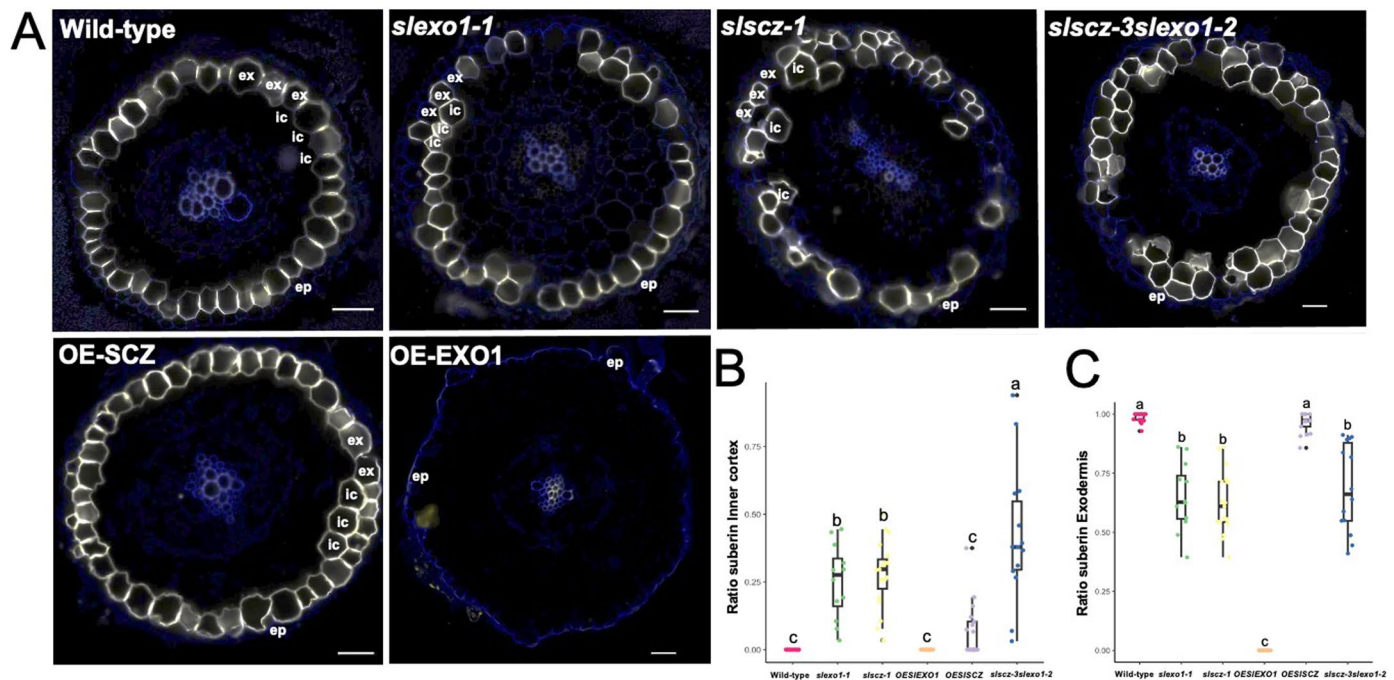 A
Wild-type
ex
ex
ex
ic
ic
ic
ep
slexo1-1
ex
ex
ex
ic
ic
ic
ep
slscz-1
ic
ex
ex
ex
ic
ic
ep
slscz-3slexo1-2
ep
OE-SCZ
ex
ex
ic
ic
ic
ep
OE-EXO1
ep
ep
B
Ratio suberin Inner cortex
0.75
0.50
0.25
0.00
c
b
b
c
c
a
Wild-type slexo1-1 slscz-1 OESlEXO1 OESlSCZ slscz-3slexo1-2
C
Ratio suberin Exodermis
1.00
0.75
0.50
0.25
0.00
a
b
b
c
a
b
Wild-type slexo1-1 slscz-1 OESlEXO1 OESlSCZ slscz-3slexo1-2